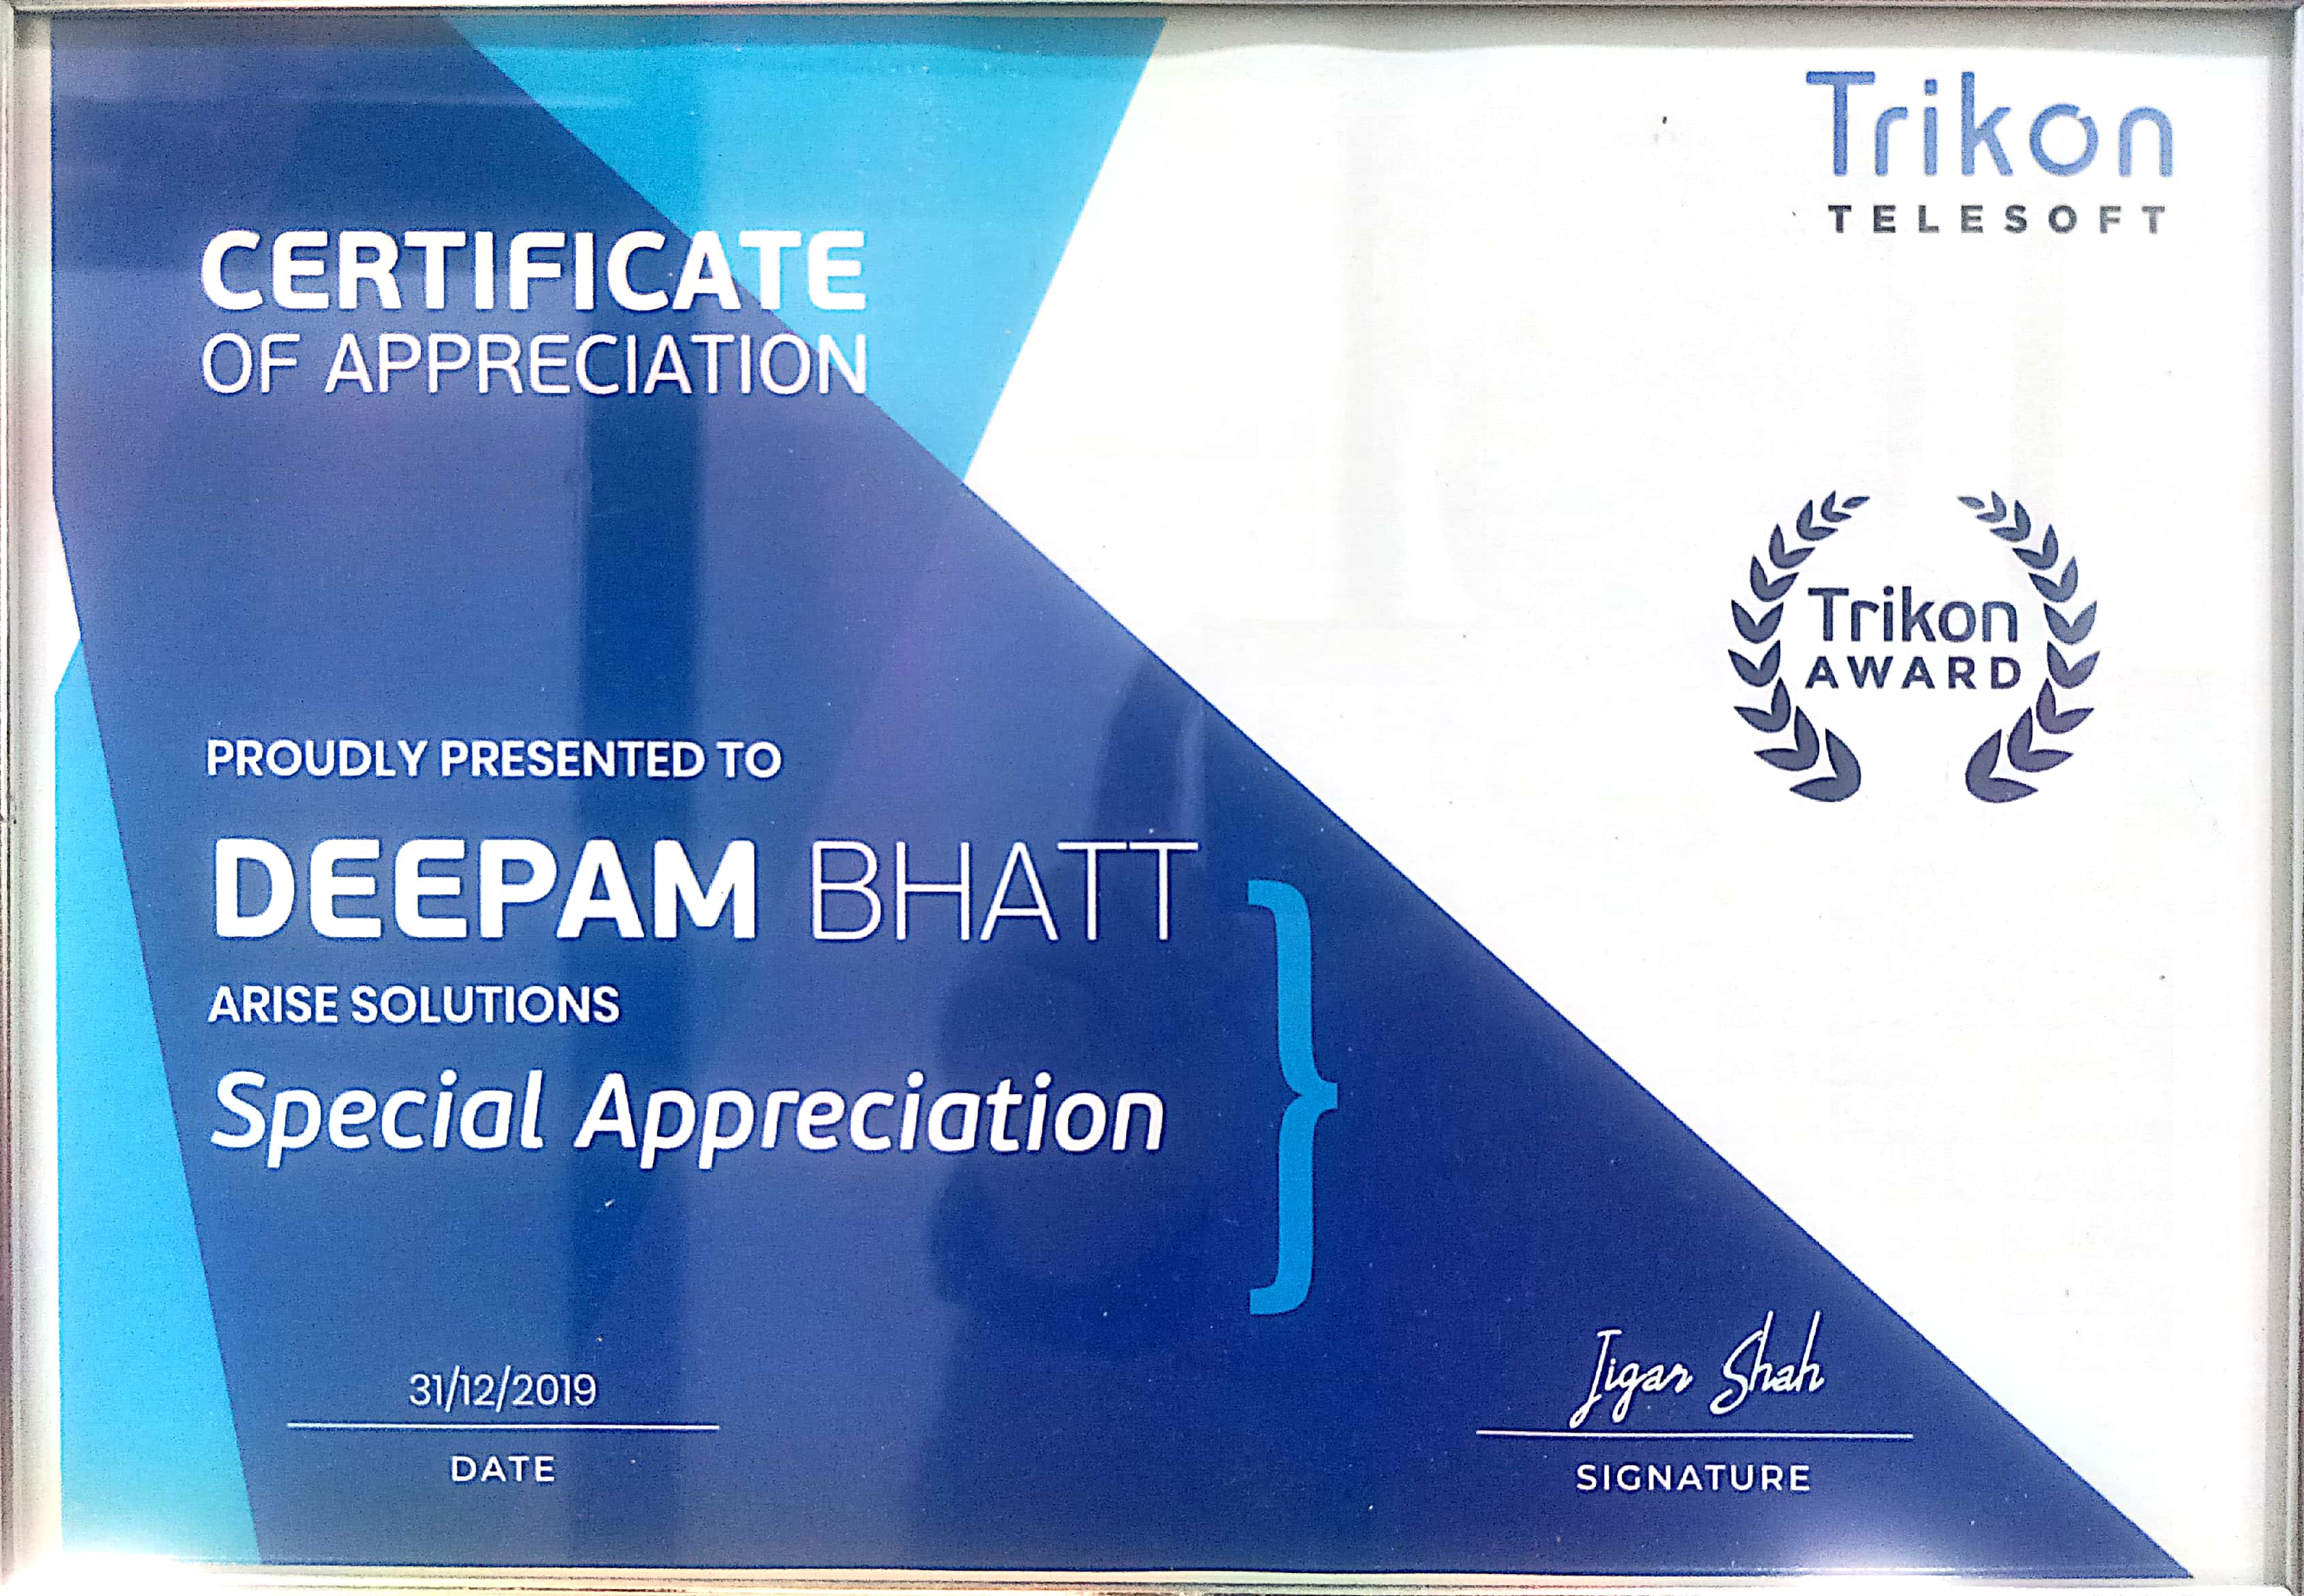 Trikon
TELESOFT
CERTIFICATE
OF APPRECIATION
Trikon
AWARD
PROUDLY PRESENTED TO
DEEPAM BHATT
ARISE SOLUTIONS
Special Appreciation
31/12/2019
DATE
Jigar Shah
SIGNATURE